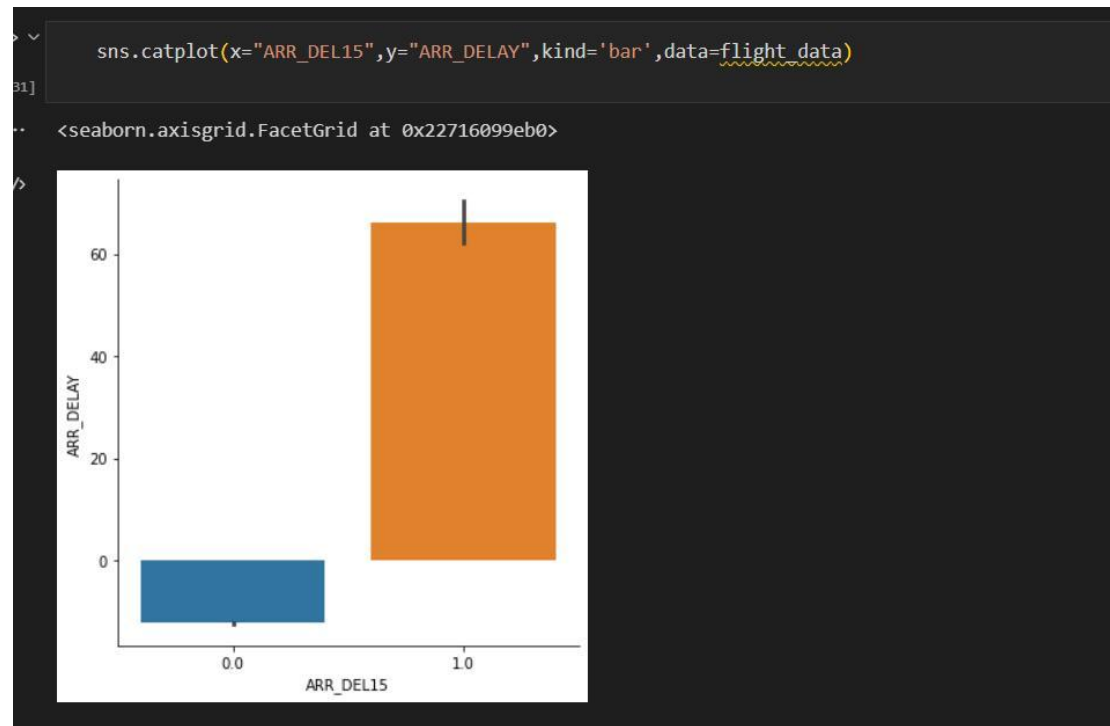 sns.catplot(x="ARR_DEL15",y="ARR_DELAY",kind='bar',data=flight_data)
31]
<seaborn.axisgrid.FacetGrid at 0x22716099eb0>
60
40
20
0
ARR_DELAY
0.0 1.0
ARR_DEL15